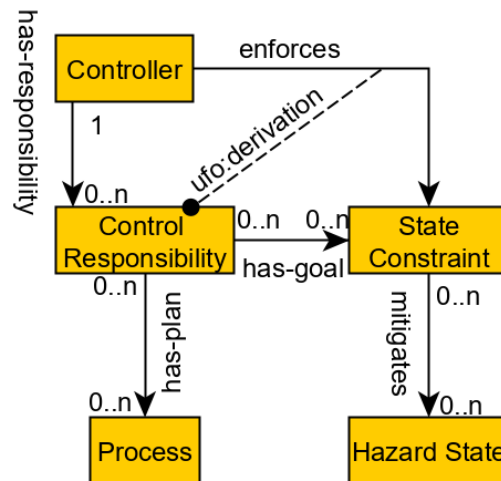 enforces
Controller
has-responsibility
1
ufo:derivation
0..n
Control
Responsibility
0..n
0..n
State
Constraint
has-goal
0..n
0..n
has-plan
mitigates
0..n
0..n
Process
Hazard State